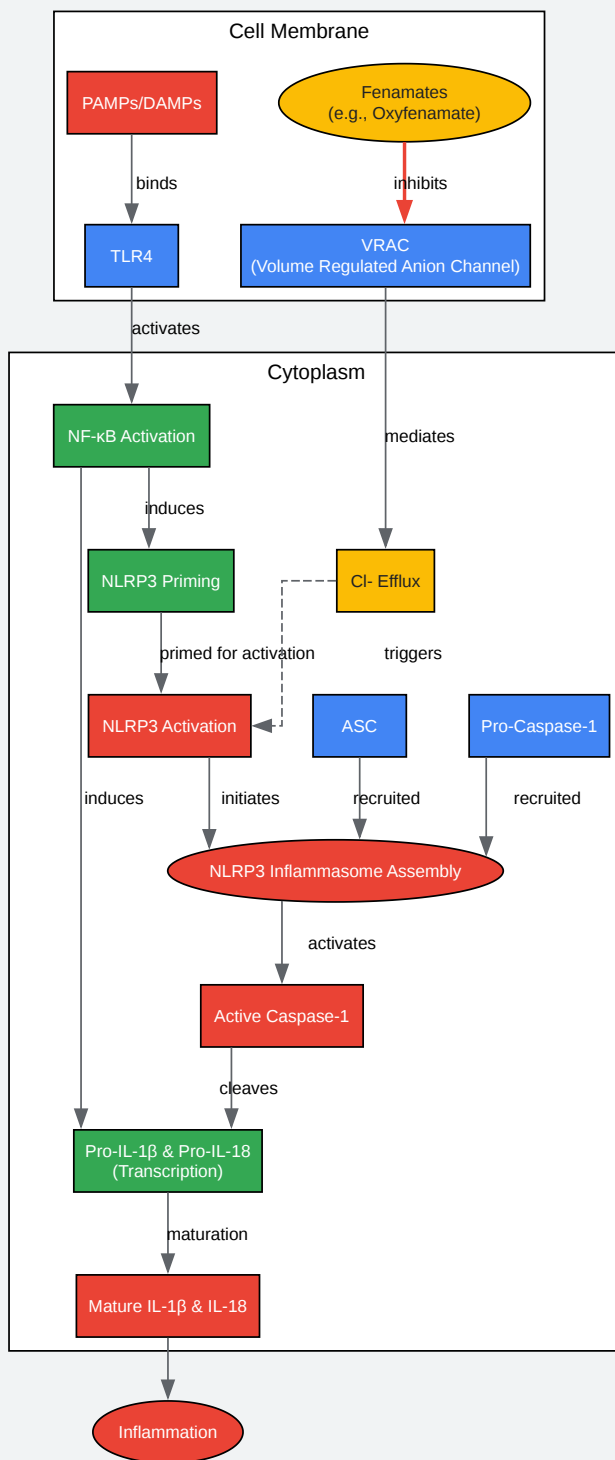 Cell Membrane
PAMPs/DAMPs
Fenamates
(e.g., Oxyfenamate)
binds
inhibits
TLR4
VRAC
(Volume Regulated Anion Channel)
activates
Cytoplasm
NF-κB Activation
mediates
induces
NLRP3 Priming
Cl- Efflux
primed for activation
triggers
NLRP3 Activation
ASC
Pro-Caspase-1
induces
initiates
recruited
recruited
NLRP3 Inflammasome Assembly
activates
Active Caspase-1
cleaves
Pro-IL-1β & Pro-IL-18
(Transcription)
maturation
Mature IL-1β & IL-18
Inflammation